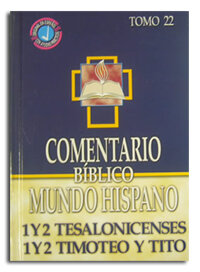 TOMO 22
COMENTARIO
BÍBLICO
MUNDO HISPANO
1 Y 2 TESALONICENSES
1 Y 2 TIMOTEO Y TITO